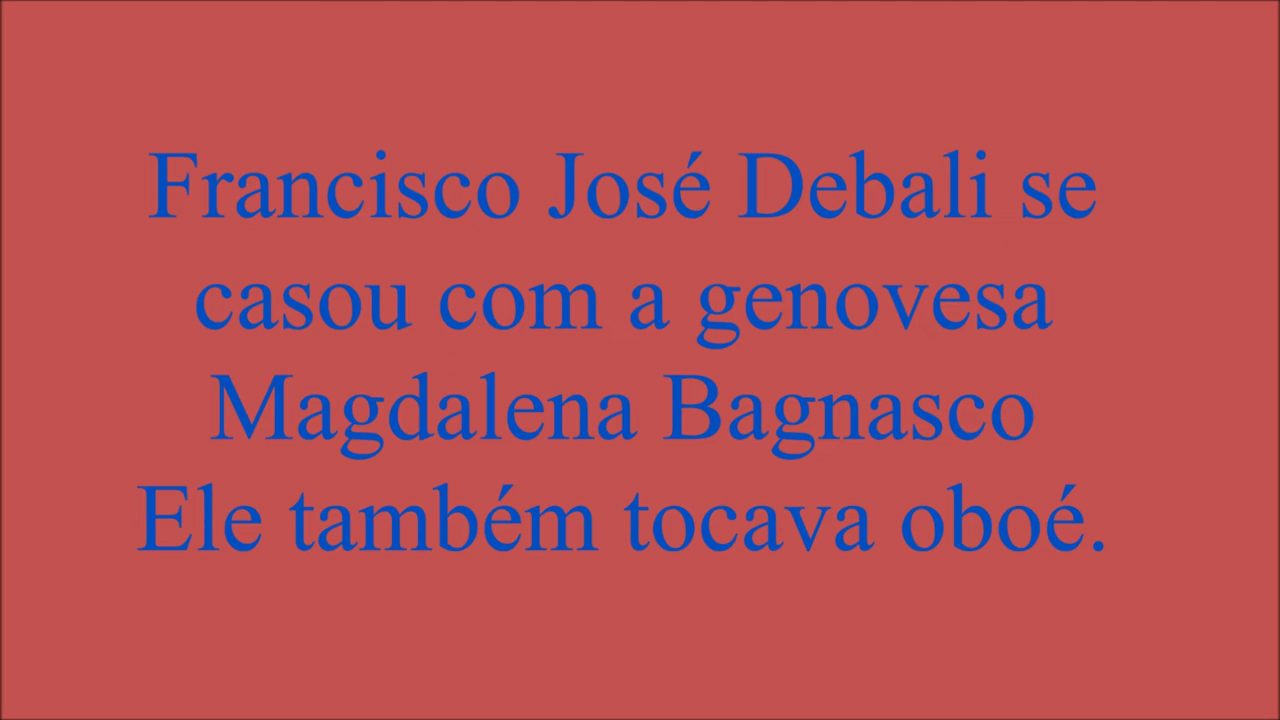 Francisco José Debali se
casou com a genovesa
Magdalena Bagnasco
Ele também tocava oboé.